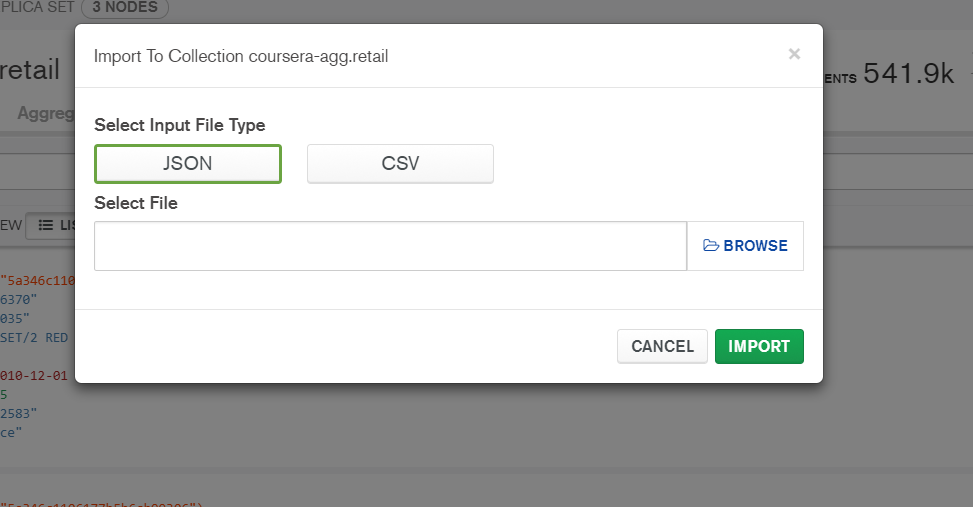 PLICA SET 3 NODES
Import To Collection coursera-agg.retail ×
retail
ENTS 541.9k
Aggreg
Select Input File Type
JSON CSV
Select File
EW LIS
BROWSE
"5a346c110
6370"
035"
SET/2 RED
CANCEL IMPORT
010-12-01
5
2583"
ce"